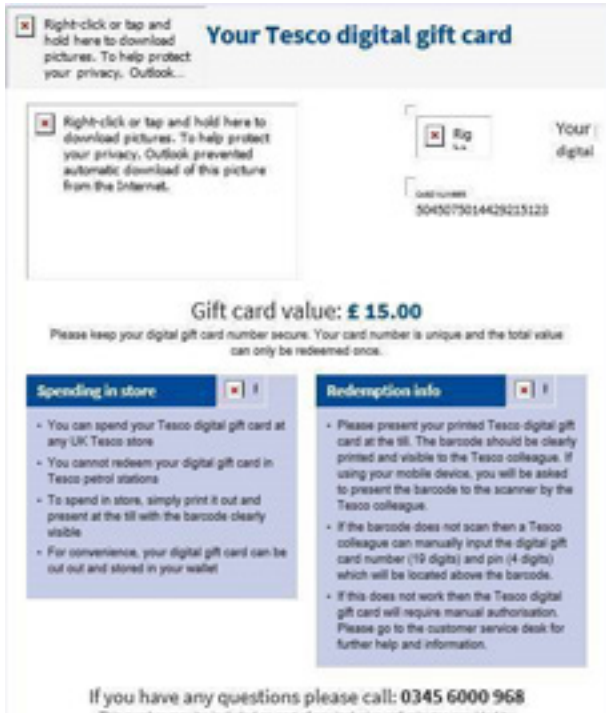 Right-click or tap and
hold here to download
pictures. To help protect
your privacy, Outlook...
Your Tesco digital gift card
Right-click or tap and hold here to
download pictures. To help protect
your privacy, Outlook prevented
automatic download of this picture
from the Internet.
Rig
Your
digital
CARD NUMBER
5045075014429215123
Gift card value: £ 15.00
Please keep your digital gift card number secure. Your card number is unique and the total value
can only be redeemed once.
Spending in store
• You can spend your Tesco digital gift card at
any UK Tesco store
• You cannot redeem your digital gift card in
Tesco petrol stations
• To spend in store, simply print it out and
present at the till with the barcode clearly
visible
• For convenience, your digital gift card can be
cut out and stored in your wallet
Redemption info
• Please present your printed Tesco digital gift
card at the till. The barcode should be clearly
printed and visible to the Tesco colleague. If
using your mobile device, you will be asked
to present the barcode to the scanner by the
Tesco colleague.
• If the barcode does not scan then a Tesco
colleague can manually input the digital gift
card number (19 digits) and pin (4 digits)
which will be located above the barcode.
• If this does not work then the Tesco digital
gift card will require manual authorisation.
Please go to the customer service desk for
further help and information.
If you have any questions please call: 0345 6000 968